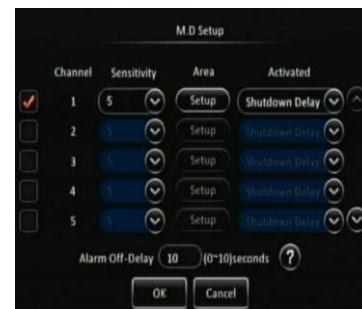 M.D Setup
Channel Sensitivity Area Activated
1 5 Setup Shutdown Delay
2 5 Setup Shutdown Delay
3 5 Setup Shutdown Delay
4 5 Setup Shutdown Delay
5 5 Setup Shutdown Delay
Alarm Off-Delay 10 (0~10)seconds ?
OK Cancel